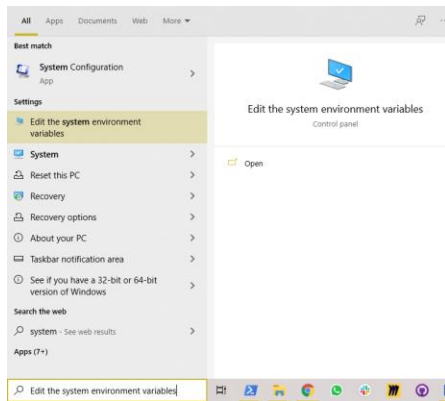 All Apps Documents Web More
Best match
System Configuration
App
Settings
Edit the system environment
variables
System
Reset this PC
Recovery
Recovery options
About your PC
Taskbar notification area
See if you have a 32-bit or 64-bit
version of Windows
Search the web
system - See web results
Apps (7+)
Edit the system environment variables
Edit the system environment variables
Control panel
Open